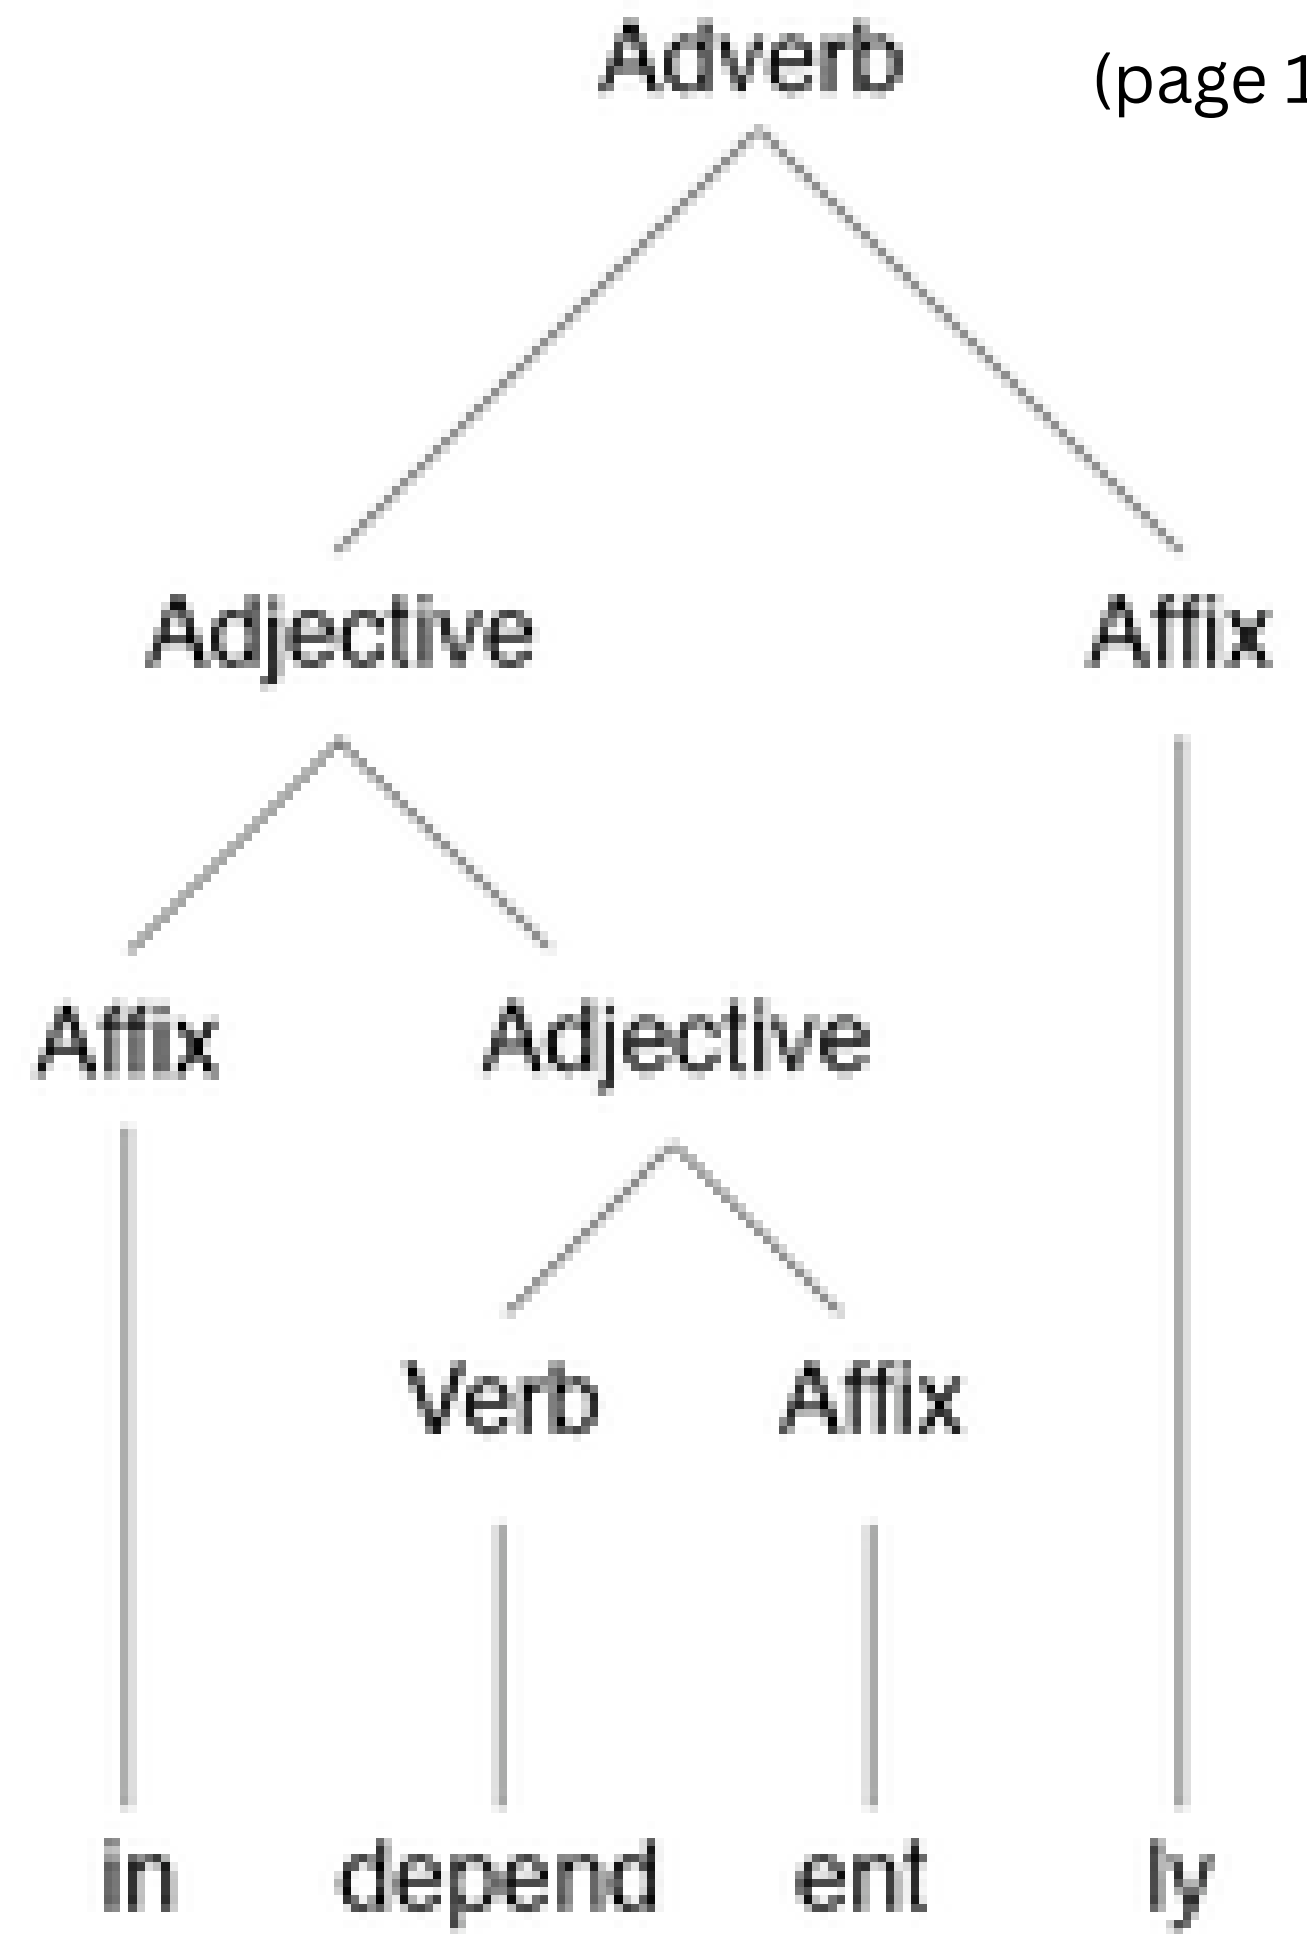 Adverb (page 1
Adjective Affix
Affix Adjective
Verb Affix
in depend ent ly